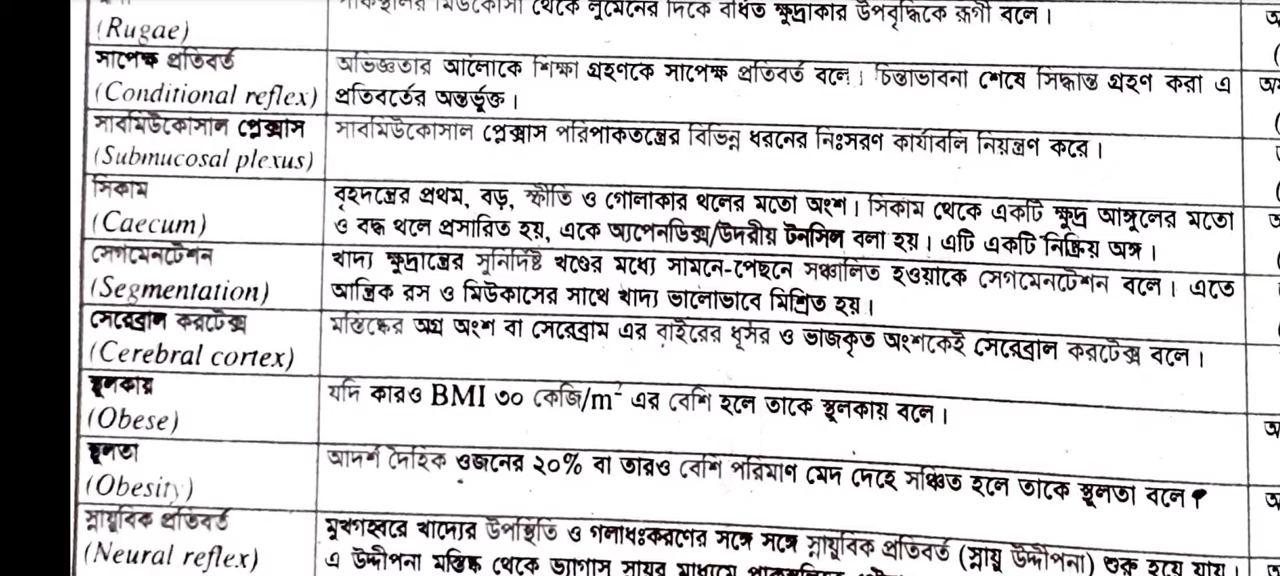 থেকে লুমেনের দিকে বর্ধিত ক্ষুদ্রাকার উপবৃদ্ধিকে রূগী বলে।
(Rugae)
সাপেক্ষ প্রতিবর্ত
(Conditional reflex)
অভিজ্ঞতার আলোকে শিক্ষা গ্রহণকে সাপেক্ষ প্রতিবর্ত বলে। চিন্তাভাবনা শেষে সিদ্ধান্ত গ্রহণ করা এ
প্রতিবর্তের অন্তর্ভুক্ত।
সাবমিউকোসাল প্লেক্সাস
(Submucosal plexus)
সাবমিউকোসাল প্লেক্সাস পরিপাকতন্ত্রের বিভিন্ন ধরনের নিঃসরণ কার্যাবলি নিয়ন্ত্রণ করে।
সিকাম
(Caecum)
বৃহদন্ত্রের প্রথম, বড়, স্ফীতি ও গোলাকার থলের মতো অংশ। সিকাম থেকে একটি ক্ষুদ্র আঙ্গুলের মতো
ও বদ্ধ থলে প্রসারিত হয়, একে অ্যাপেনডিক্স/উদরীয় টনসিল বলা হয়। এটি একটি নিষ্ক্রিয় অঙ্গ।
সেগমেনটেশন
(Segmentation)
খাদ্য ক্ষুদ্রান্ত্রের সুনির্দিষ্ট খণ্ডের মধ্যে সামনে-পেছনে সঞ্চালিত হওয়াকে সেগমেনটেশন বলে। এতে
আন্ত্রিক রস ও মিউকাসের সাথে খাদ্য ভালোভাবে মিশ্রিত হয়।
সেরেব্রাল করটেক্স
(Cerebral cortex)
মস্তিষ্কের অগ্র অংশ বা সেরেব্রাম এর বাইরের ধূসর ও ভাজকৃত অংশকেই সেরেব্রাল করটেক্স বলে।
স্থূলকায়
(Obese)
যদি কারও BMI ৩০ কেজি/m² এর বেশি হলে তাকে স্থূলকায় বলে।
স্থূলতা
(Obesity)
আদর্শ দৈহিক ওজনের ২০% বা তারও বেশি পরিমাণ মেদ দেহে সঞ্চিত হলে তাকে স্থূলতা বলে
স্নায়ুবিক প্রতিবর্ত
(Neural reflex)
মুখগহ্বরে খাদ্যের উপস্থিতি ও গলাধঃকরণের সঙ্গে সঙ্গে স্নায়ুবিক প্রতিবর্ত (স্নায়ু উদ্দীপনা) শুরু হয়ে যায়।
এ উদ্দীপনা মস্তিষ্ক থেকে ভ্যাগাস স্নায়ুর মাধ্যমে